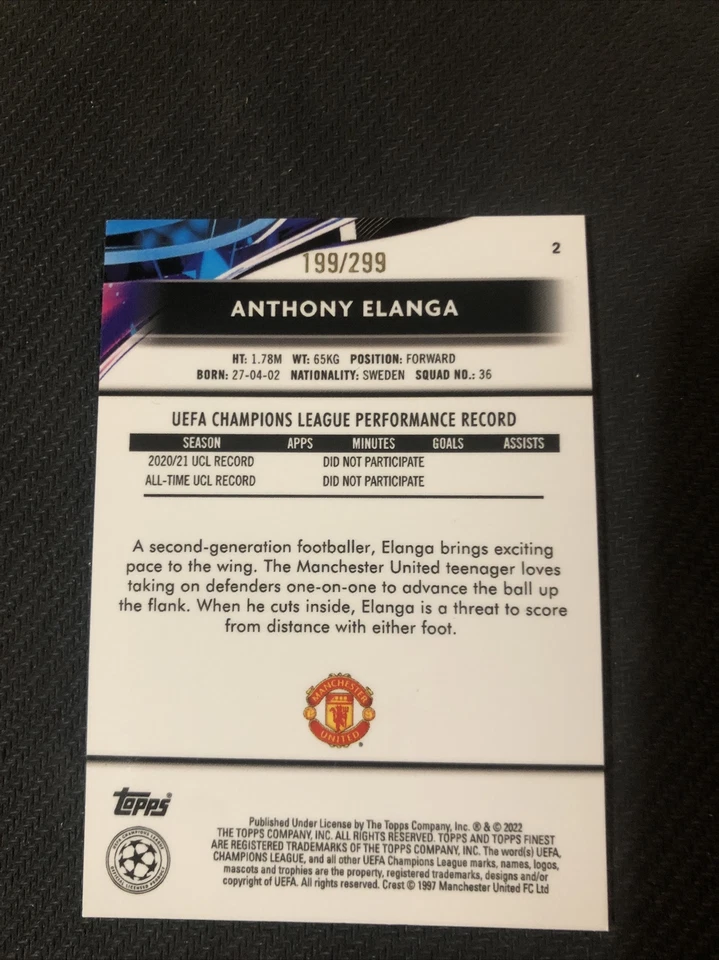 199/299
2
ANTHONY ELANGA
HT: 1.78M WT: 65KG POSITION: FORWARD
BORN: 27-04-02 NATIONALITY: SWEDEN SQUAD NO.: 36
UEFA CHAMPIONS LEAGUE PERFORMANCE RECORD
SEASON APPS MINUTES GOALS ASSISTS
2020/21 UCL RECORD DID NOT PARTICIPATE
ALL-TIME UCL RECORD DID NOT PARTICIPATE
A second-generation footballer, Elanga brings exciting
pace to the wing. The Manchester United teenager loves
taking on defenders one-on-one to advance the ball up
the flank. When he cuts inside, Elanga is a threat to score
from distance with either foot.
MANCHESTER
UNITED
®
Topps®
Published Under License by The Topps Company, Inc. ® & © 2022
THE TOPPS COMPANY, INC. ALL RIGHTS RESERVED. TOPPS AND TOPPS FINEST
ARE REGISTERED TRADEMARKS OF THE TOPPS COMPANY, INC. The word(s) UEFA,
CHAMPIONS LEAGUE, and all other UEFA Champions League marks, names, logos,
mascots and trophies are the property, registered trademarks, designs and/or
copyright of UEFA. All rights reserved. Crest © 1997 Manchester United FC Ltd
UEFA CHAMPIONS LEAGUE
OFFICIAL LICENSED PRODUCT